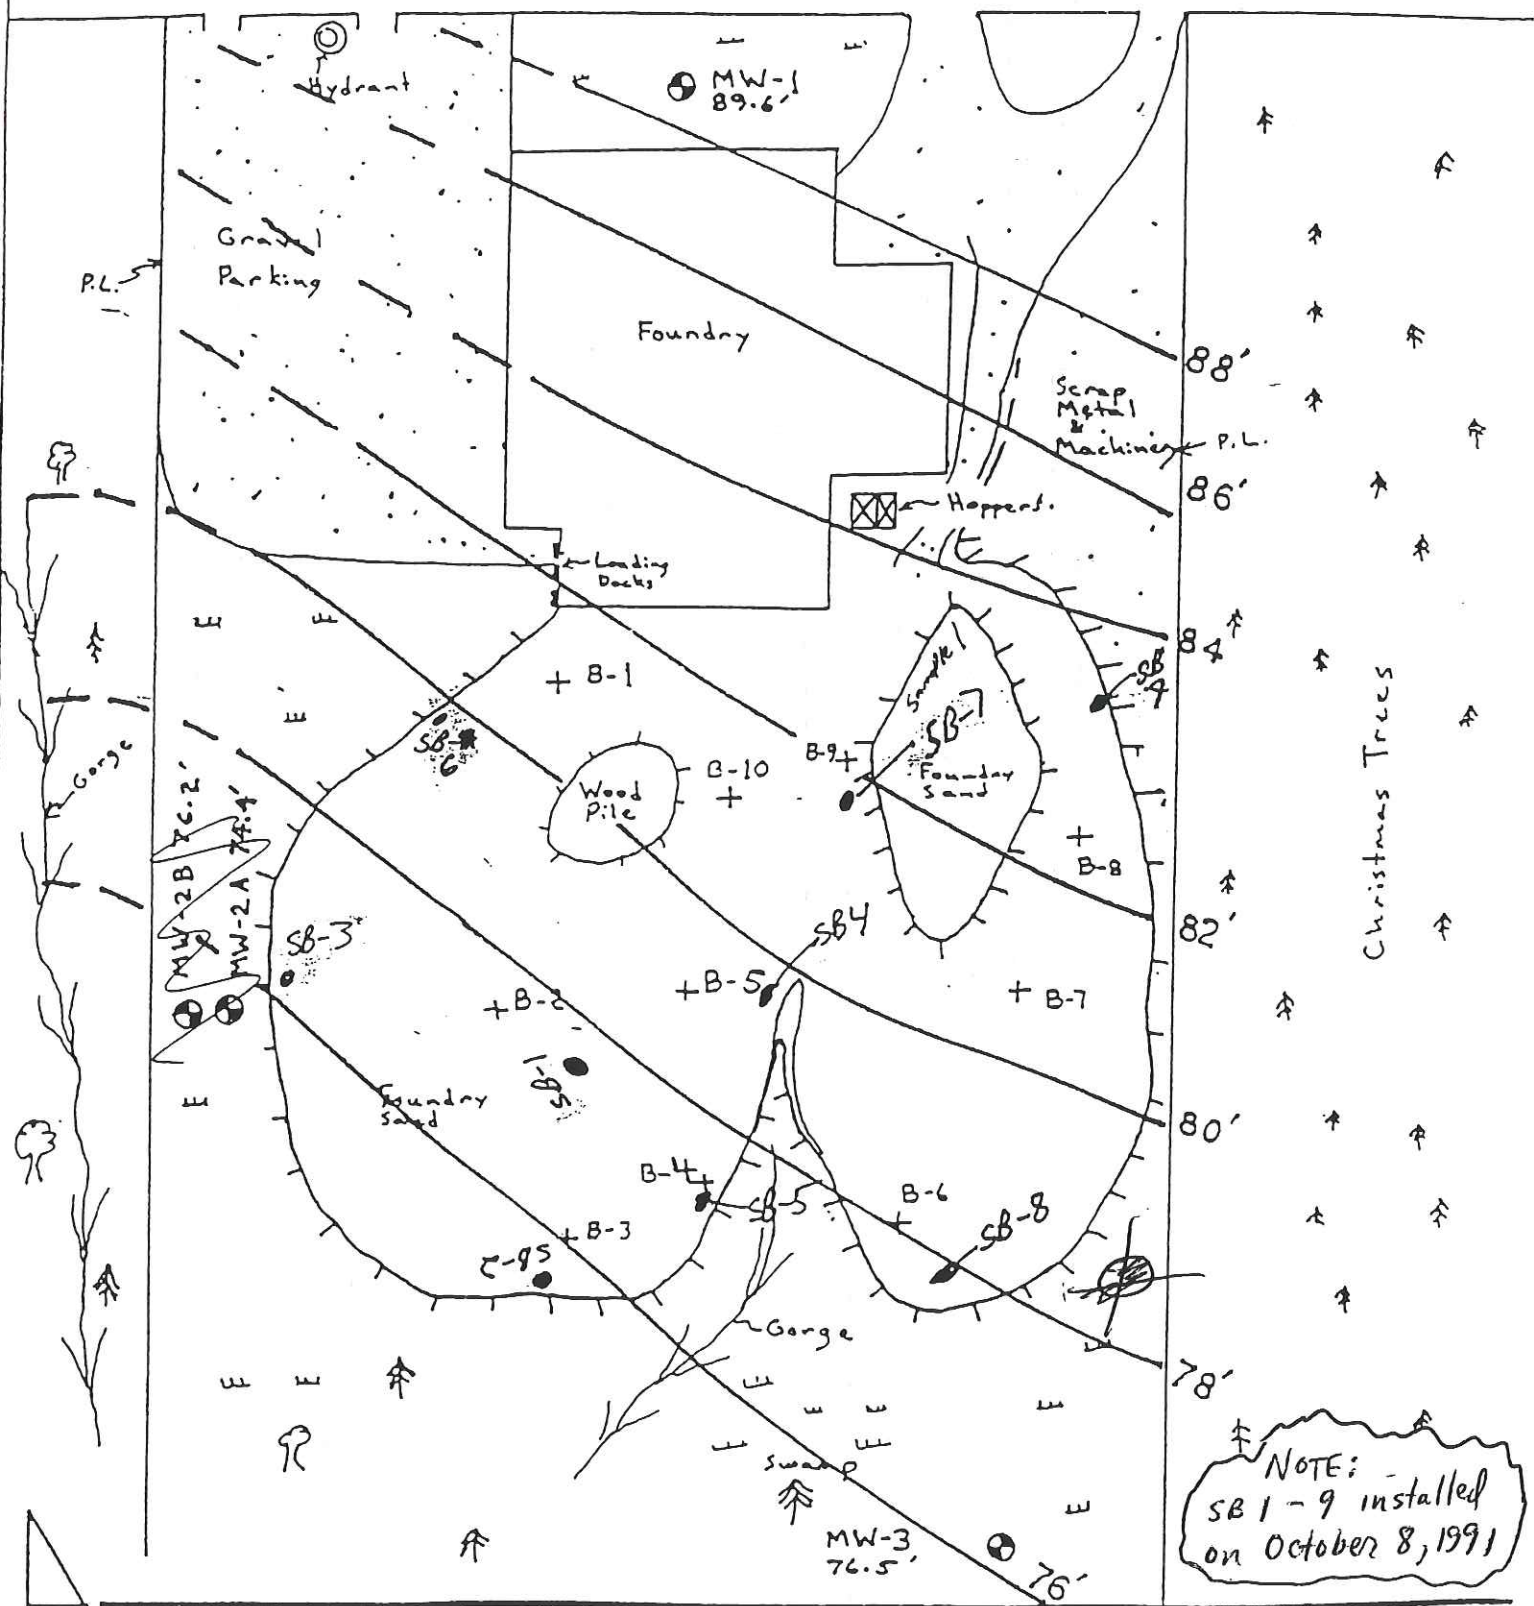 Hydrant
MW-1
89.6'
Gravel
Parking
P.L.
Foundry
88'
Scrap
Metal
&
Machinery
P.L.
86'
Hoppers.
Loading
Docks
84'
B-1
Sample 1
SB
SB-7
SB-
6
B-9
Foundry
Sand
B-10
Wood
Pile
Gorge
B-8
MW-2B 76.2'
MW-2A 74.4'
82'
SB4
SB-3
Christmas Trees
B-5
B-2
B-7
SB-1
Foundry
Sand
80'
B-4
SB-5
B-6
B-3
SB-8
SB-2
Gorge
78'
Swamp
MW-3
76.5'
76'
NOTE:
SB 1-9 installed
on October 8, 1991